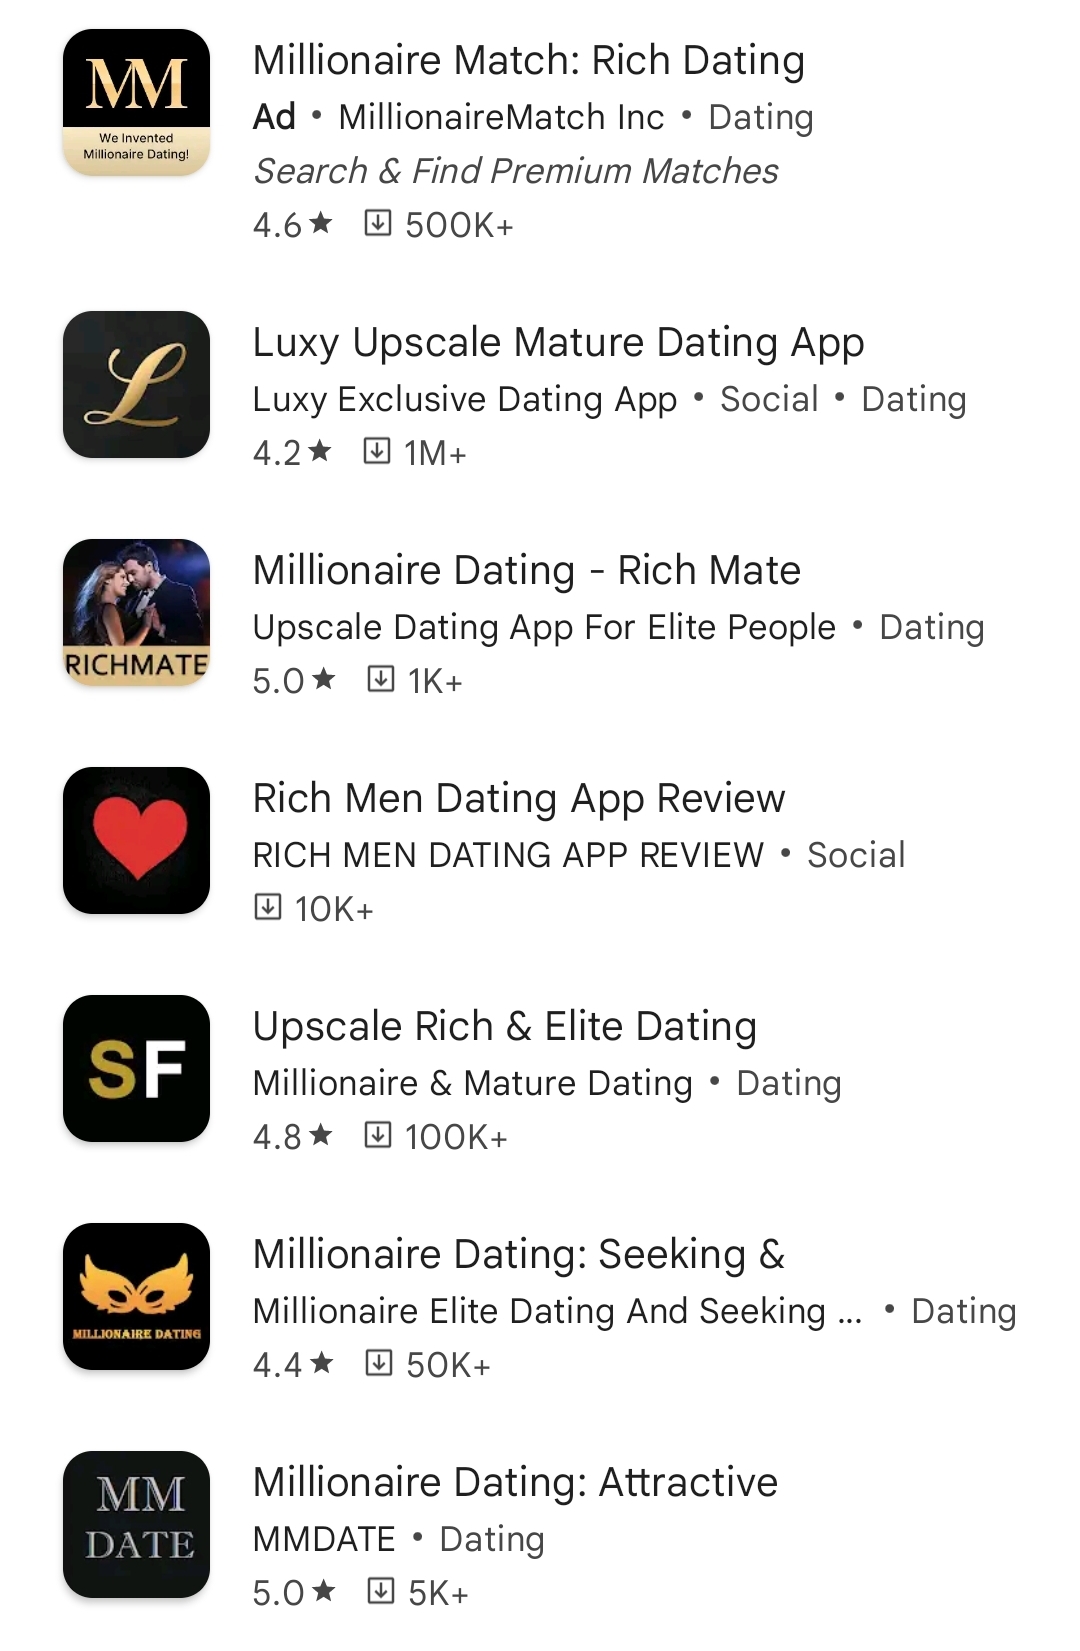 MM
We Invented
Millionaire Dating!
Millionaire Match: Rich Dating
Ad • MillionaireMatch Inc • Dating
Search & Find Premium Matches
4.6★ 500K+
L
Luxy Upscale Mature Dating App
Luxy Exclusive Dating App • Social • Dating
4.2★ 1M+
RICHMATE
Millionaire Dating - Rich Mate
Upscale Dating App For Elite People • Dating
5.0★ 1K+
Rich Men Dating App Review
RICH MEN DATING APP REVIEW • Social
10K+
SF
Upscale Rich & Elite Dating
Millionaire & Mature Dating • Dating
4.8★ 100K+
MILLIONAIRE DATING
Millionaire Dating: Seeking &
Millionaire Elite Dating And Seeking ... • Dating
4.4★ 50K+
MM
DATE
Millionaire Dating: Attractive
MMDATE • Dating
5.0★ 5K+